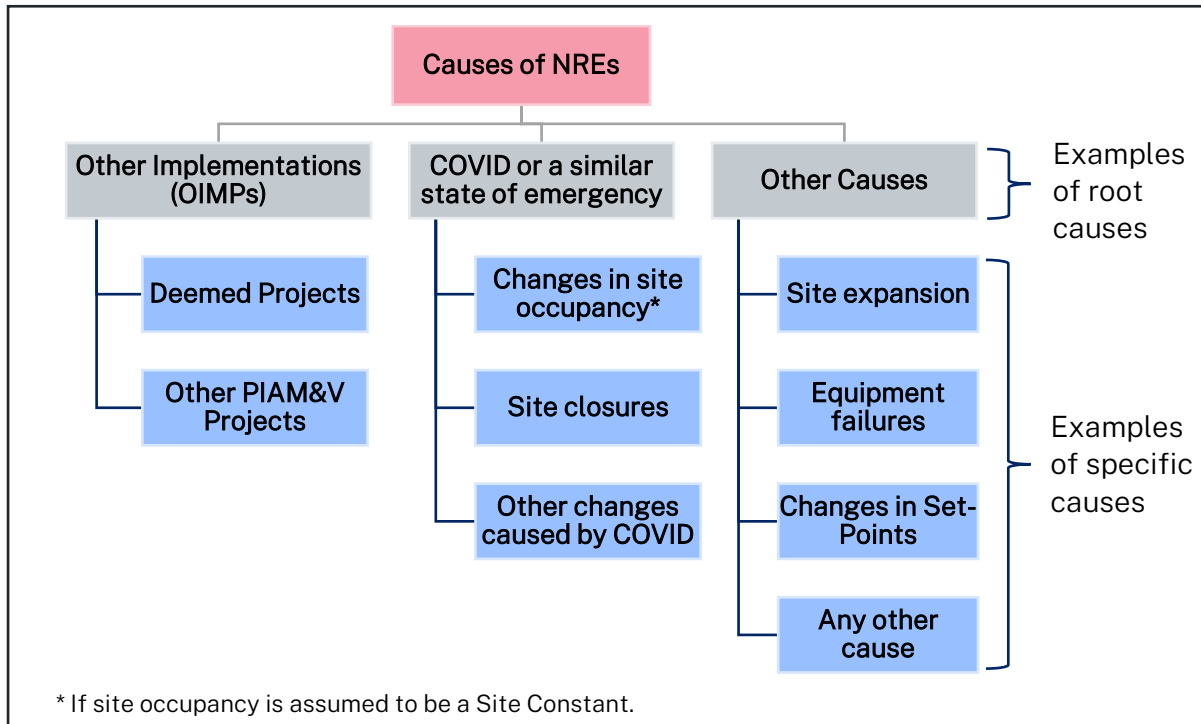 Causes of NREs
Other Implementations
(OIMPs)
COVID or a similar
state of emergency
Other Causes
Examples
of root
causes
Deemed Projects
Other PIAM&V
Projects
Changes in site
occupancy*
Site closures
Other changes
caused by COVID
Site expansion
Equipment
failures
Changes in Set-
Points
Any other
cause
Examples
of specific
causes
* If site occupancy is assumed to be a Site Constant.